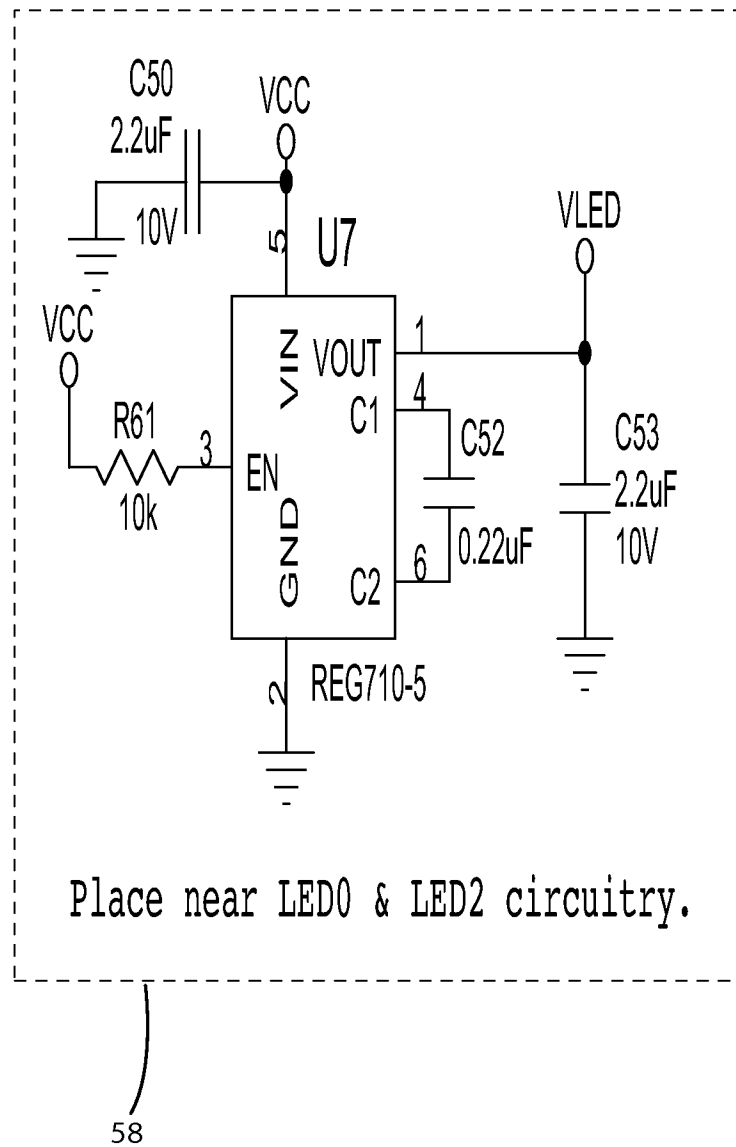 C50
2.2uF
10V
VCC
5
U7
VLED
VCC
VIN
VOUT
1
C1
4
R61
10k
3
EN
C52
0.22uF
C53
2.2uF
10V
GND
C2
6
2
REG710-5
Place near LED0 & LED2 circuitry.
58